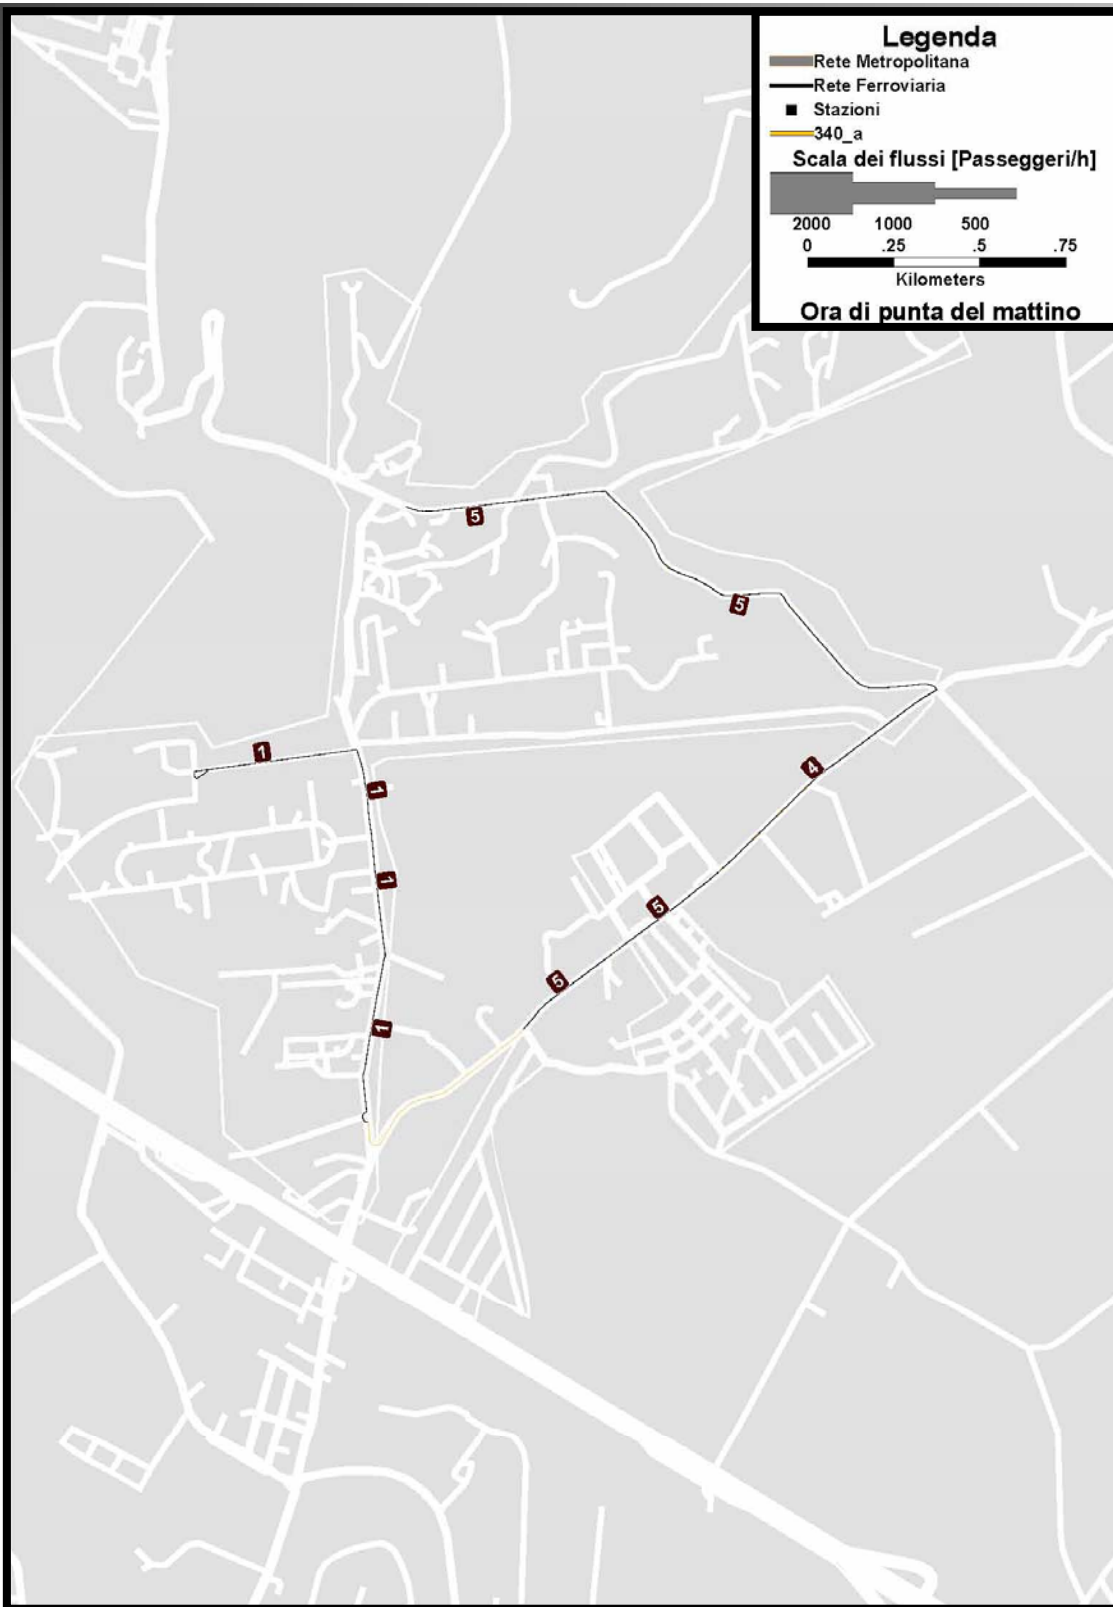 Legenda
Rete Metropolitana
Rete Ferroviaria
Stazioni
340_a
Scala dei flussi [Passeggeri/h]
2000 1000 500
0 .25 .5 .75
Kilometers
Ora di punta del mattino
5
5
1
4
1
1
5
5
1